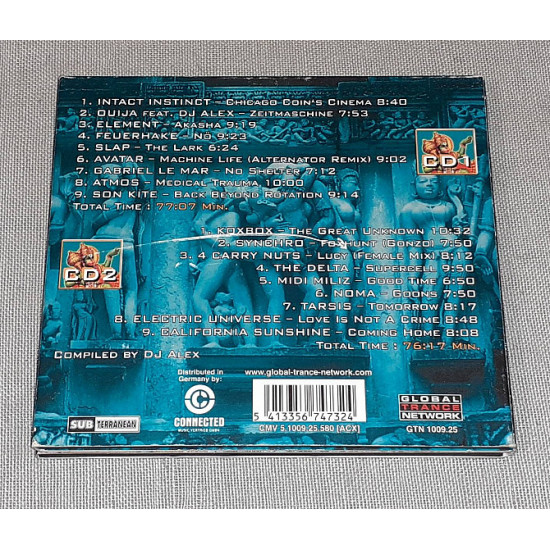 1. INTACT INSTINCT – CHICAGO COIN'S CINEMA 8:40
2. OUIJA FEAT. DJ ALEX – ZEITMASCHINE 7:53
3. ELEMENT – AKASHA 9:19
4. FEUERHAKE – NO 9:23
5. SLAP – THE LARK 6:24
6. AVATAR – MACHINE LIFE (ALTERNATOR REMIX) 9:02
7. GABRIEL LE MAR – NO SHELTER 7:12
8. ATMOS – MEDICAL TRAUMA 10:00
9. SON KITE – BACK BEYOND ROTATION 9:14
TOTAL TIME : 77:07 MIN.
CD1
1. KOXBOX – THE GREAT UNKNOWN 10:32
2. SYNCHRO – FOXHUNT (GONZO) 7:50
3. 4 CARRY NUTS – LUCY (FEMALE MIX) 8:12
4. THE DELTA – SUPERCELL 9:50
5. MIDI MILIZ – GOOD TIME 6:50
6. NOMA – GOONS 7:50
7. TARSIS – TOMORROW 8:17
8. ELECTRIC UNIVERSE – LOVE IS NOT A CRIME 8:48
9. CALIFORNIA SUNSHINE – COMING HOME 8:08
TOTAL TIME : 76:17 MIN.
CD2
COMPILED BY DJ ALEX
SUBTERRANEAN
Distributed in
Germany by:
CONNECTED
MUSIC VERTRIEB GMBH
www.global-trance-network.com
5 413356 747324
CMV 5.1009.25.580 [ACX]
GLOBAL
TRANCE
NETWORK
GTN 1009.25